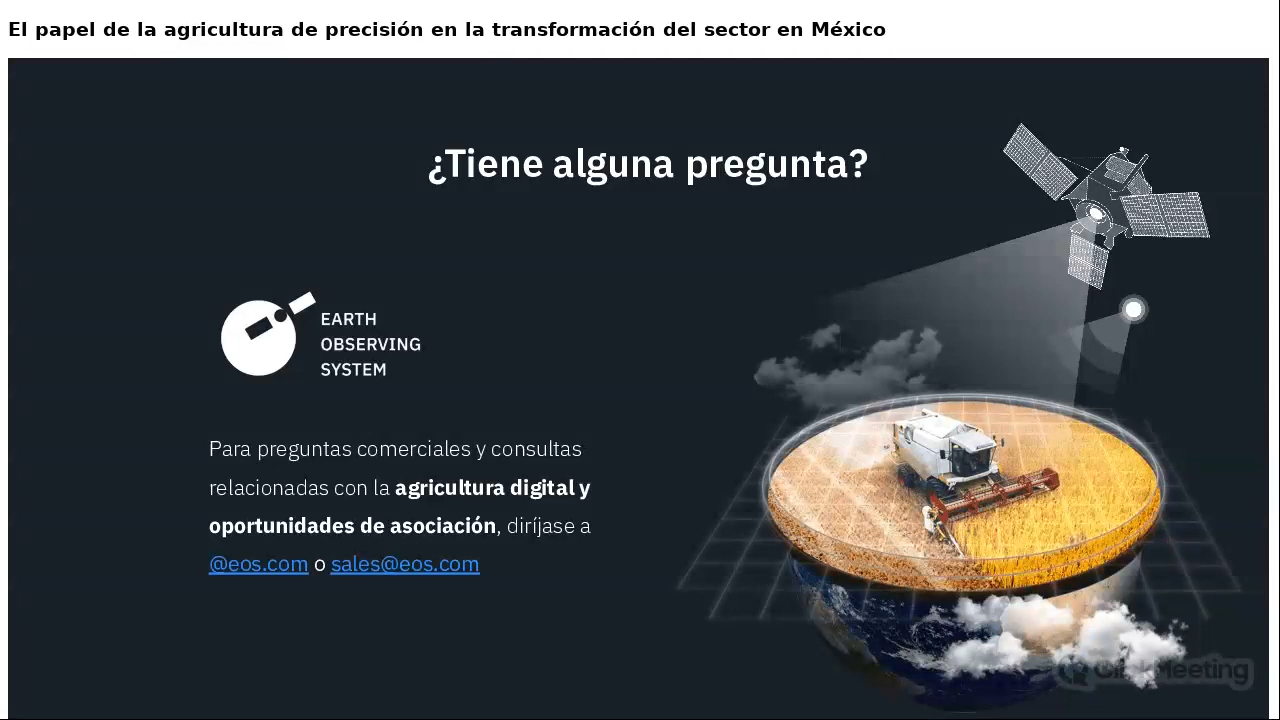 El papel de la agricultura de precisión en la transformación del sector en México
¿Tiene alguna pregunta?
EARTH
OBSERVING
SYSTEM
Para preguntas comerciales y consultas
relacionadas con la agricultura digital y
oportunidades de asociación, diríjase a
@eos.com o sales@eos.com
ClickMeeting